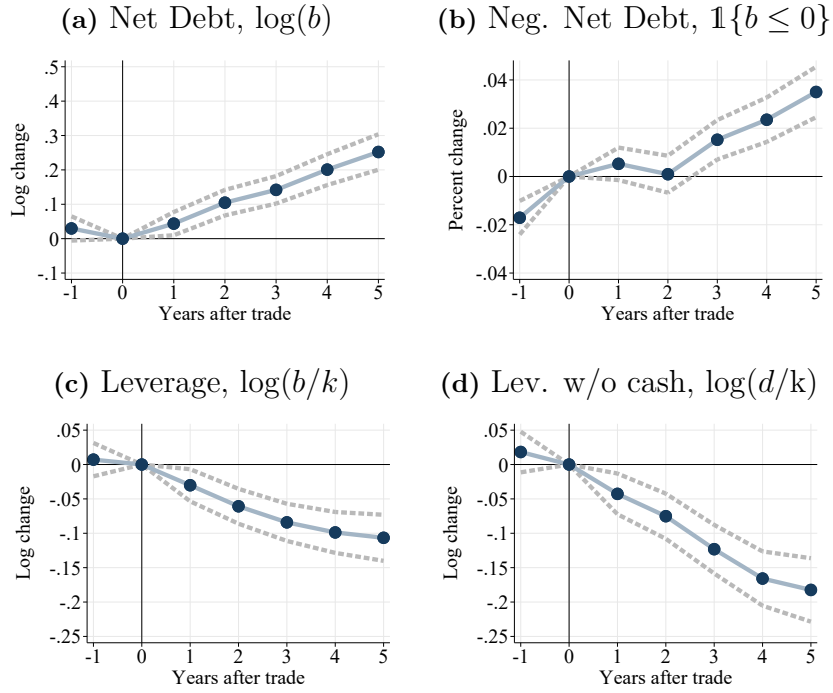 (a) Net Debt, log(b)
.5
.4
.3
.2
.1
0
-.1
Log change
-1 0 1 2 3 4 5
Years after trade
(b) Neg. Net Debt, 𝟙{b ≤ 0}
.04
.02
0
-.02
-.04
Percent change
-1 0 1 2 3 4 5
Years after trade
(c) Leverage, log(b/k)
.05
0
-.05
-.1
-.15
-.2
-.25
Log change
-1 0 1 2 3 4 5
Years after trade
(d) Lev. w/o cash, log(d/k)
.05
0
-.05
-.1
-.15
-.2
-.25
Log change
-1 0 1 2 3 4 5
Years after trade